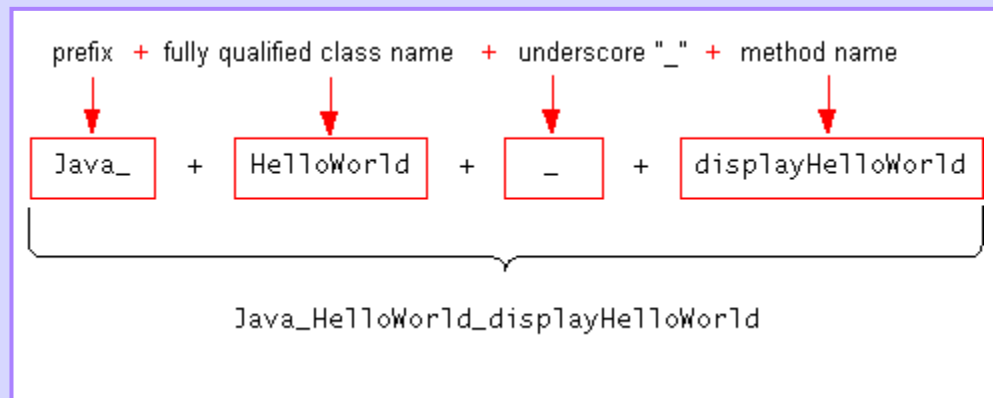 prefix + fully qualified class name + underscore "_" + method name
Java_ + HelloWorld + _ + displayHelloWorld
Java_HelloWorld_displayHelloWorld